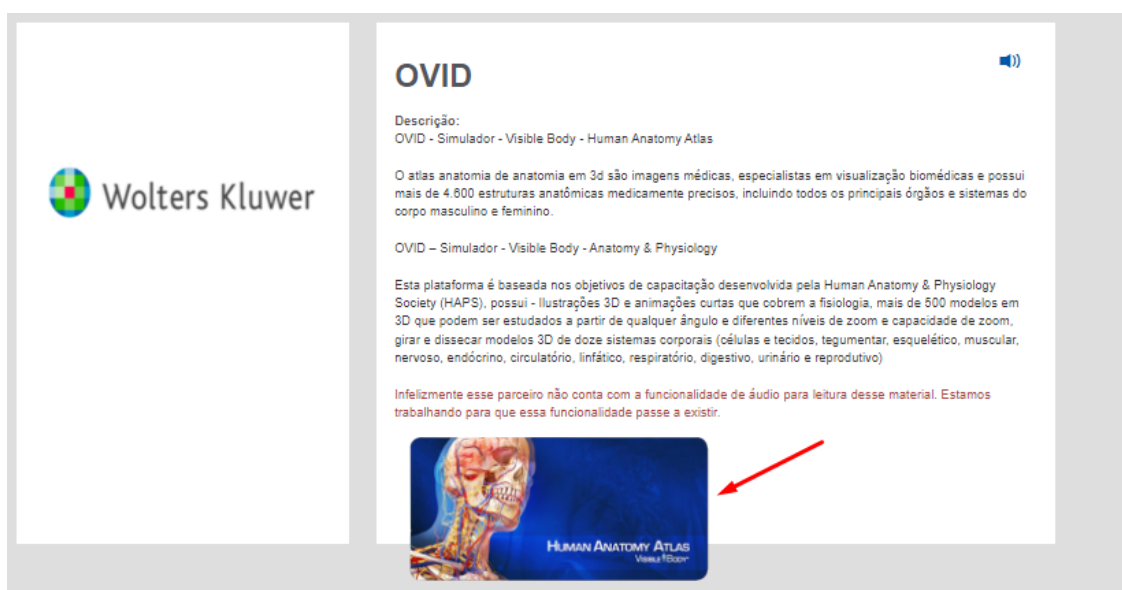 Wolters Kluwer
OVID
Descrição:
OVID - Simulador - Visible Body - Human Anatomy Atlas
O atlas anatomia de anatomia em 3d são imagens médicas, especialistas em visualização biomédicas e possui
mais de 4.600 estruturas anatômicas medicamente precisos, incluindo todos os principais órgãos e sistemas do
corpo masculino e feminino.
OVID – Simulador - Visible Body - Anatomy & Physiology
Esta plataforma é baseada nos objetivos de capacitação desenvolvida pela Human Anatomy & Physiology
Society (HAPS), possui - Ilustrações 3D e animações curtas que cobrem a fisiologia, mais de 500 modelos em
3D que podem ser estudados a partir de qualquer ângulo e diferentes níveis de zoom e capacidade de zoom,
girar e dissecar modelos 3D de doze sistemas corporais (células e tecidos, tegumentar, esquelético, muscular,
nervoso, endócrino, circulatório, linfático, respiratório, digestivo, urinário e reprodutivo)
Infelizmente esse parceiro não conta com a funcionalidade de áudio para leitura desse material. Estamos
trabalhando para que essa funcionalidade passe a existir.
HUMAN ANATOMY ATLAS
VISIBLE BODY